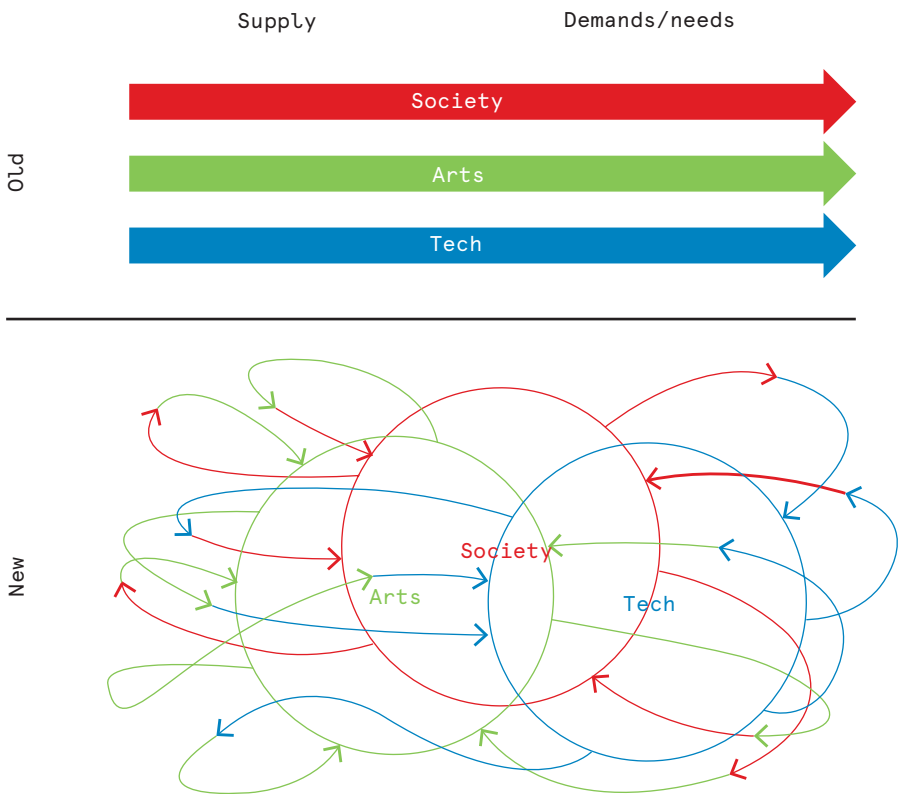 Supply
Demands/needs
Old
Society
Arts
Tech
New
Society
Arts
Tech